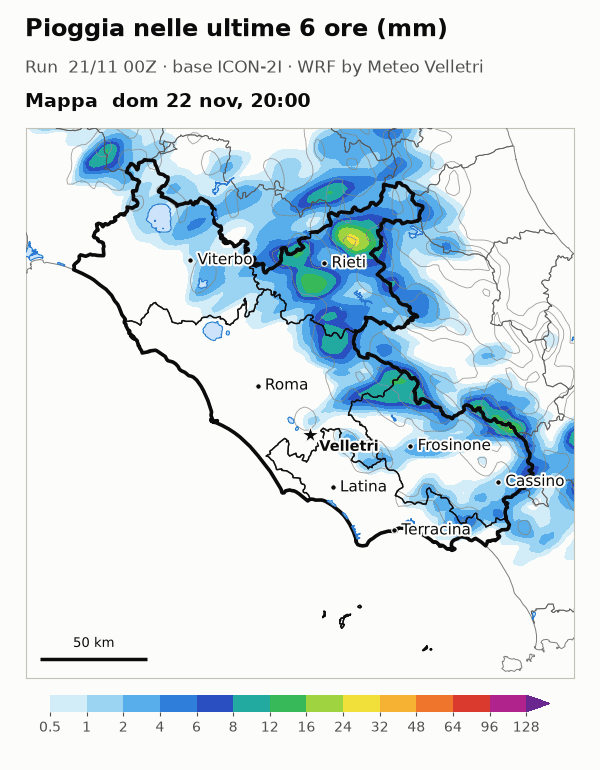 Pioggia nelle ultime 6 ore (mm)
Run  21/11 00Z · base ICON-2I · WRF by Meteo Velletri
Mappa  dom 22 nov, 20:00
Viterbo
Rieti
Roma
Velletri
Frosinone
Latina
Cassino
Terracina
50 km
0.5 1 2 4 6 8 12 16 24 32 48 64 96 128